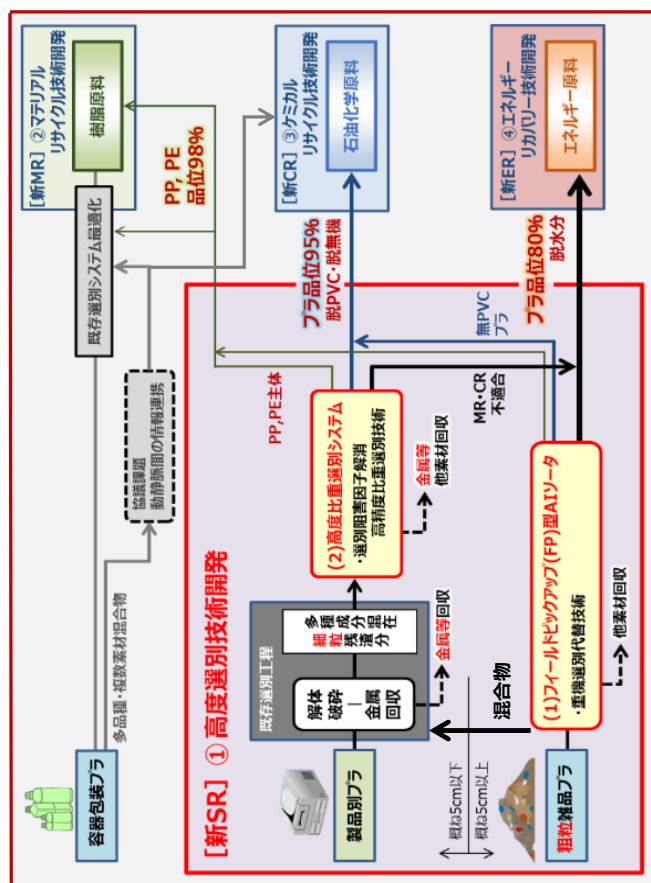 容器包装プラ
多品種・複数素材混合物
協議課題
動静脈間の情報連携
既存選別システム最適化
[新MR] ②マテリアル
リサイクル技術開発
樹脂原料
PP, PE
品位98%
[新CR] ③ケミカル
リサイクル技術開発
石油化学原料
[新ER] ④エネルギー
リカバリー技術開発
エネルギー原料
[新SR] ① 高度選別技術開発
製品別プラ
既存選別工程
解体
破砕
|
金属
回収
多種
成分混在
細粒
残渣分
金属等回収
(2)高度比重選別システム
・選別阻害因子解消
高精度比重選別技術
金属等
他素材回収
PP,PE主体
プラ品位95%
脱PVC・脱無機
無PVC
プラ
MR・CR
不適合
プラ品位80%
脱水分
概ね5cm以下
概ね5cm以上
混合物
粗粒雑品プラ
(1)フィールドピックアップ(FP)型AIソータ
・重機選別代替技術
他素材回収